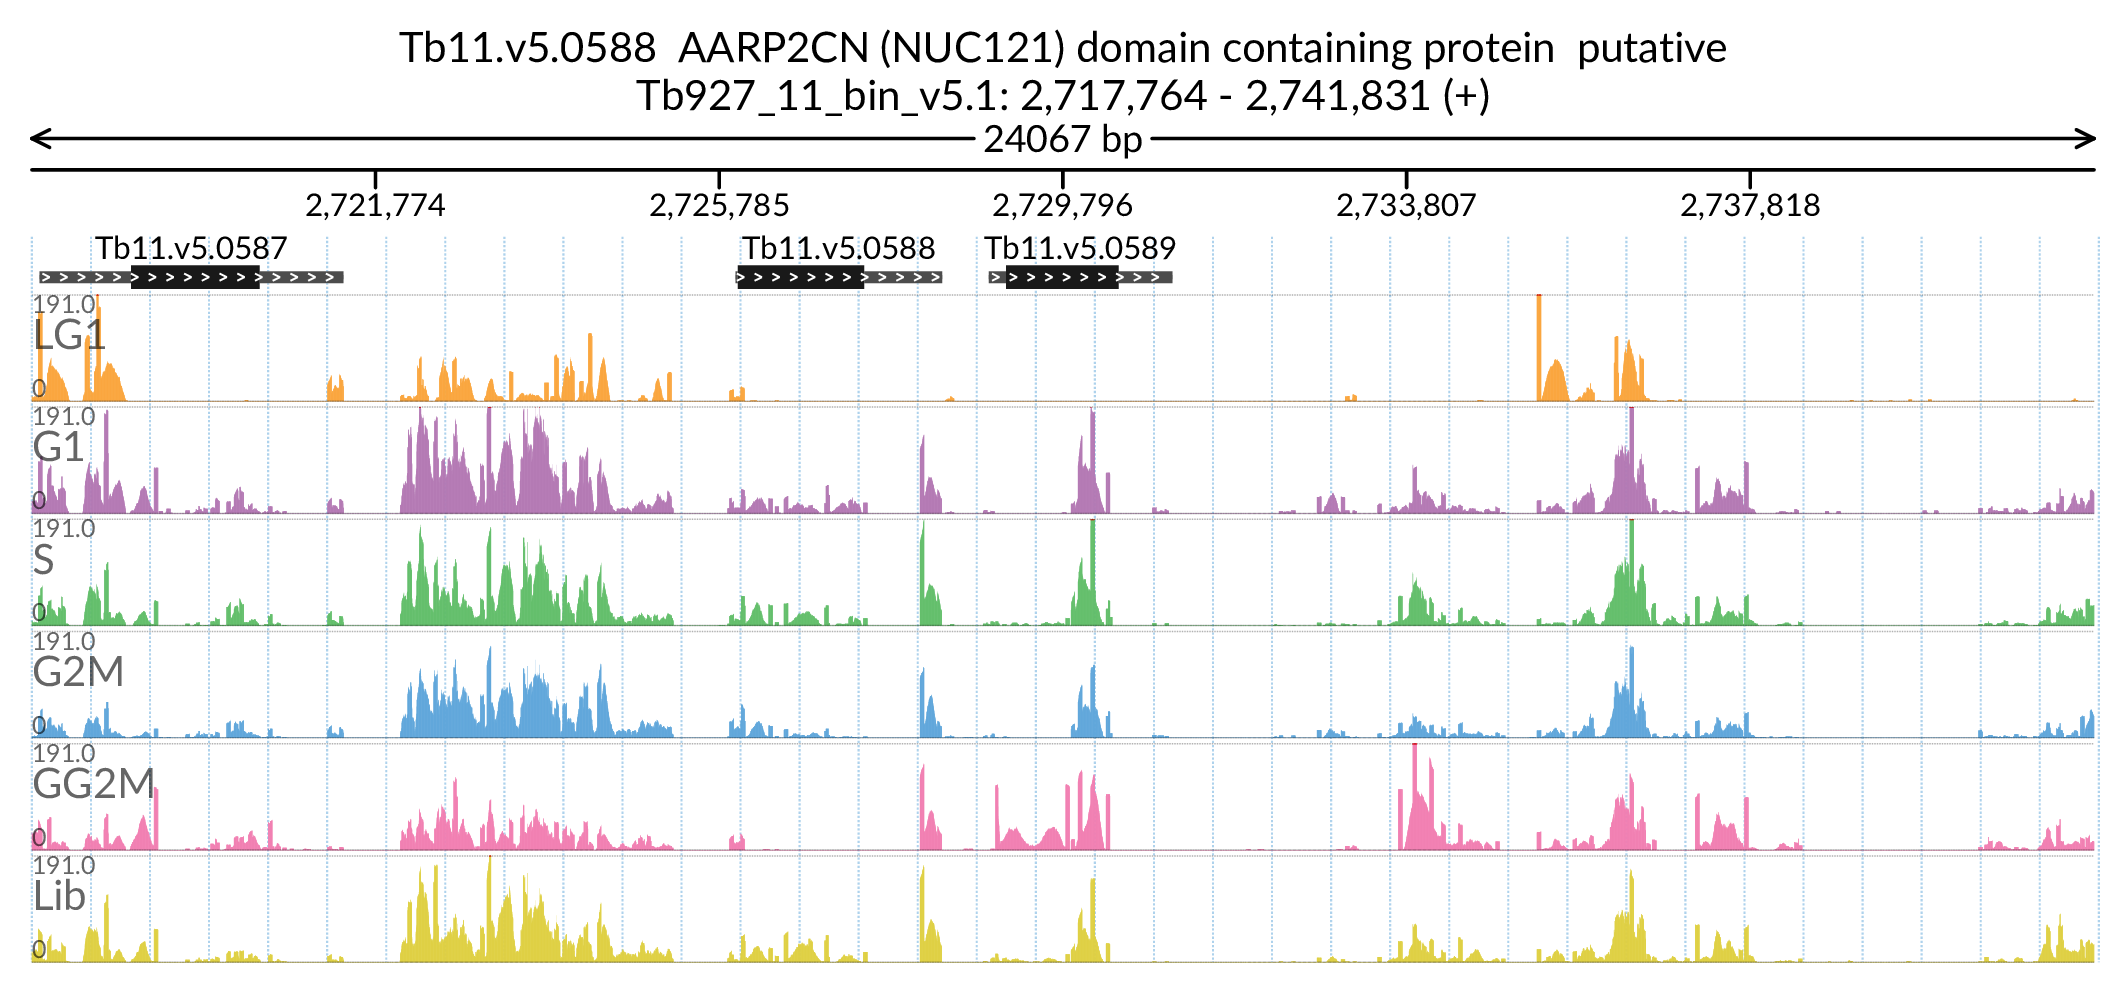 Tb11.v5.0588 AARP2CN (NUC121) domain containing protein putative
Tb927_11_bin_v5.1: 2,717,764 - 2,741,831 (+)
24067 bp
2,721,774 2,725,785 2,729,796 2,733,807 2,737,818
Tb11.v5.0587 Tb11.v5.0588 Tb11.v5.0589
191.0
LG1
0
191.0
G1
0
191.0
S
0
191.0
G2M
0
191.0
GG2M
0
191.0
Lib
0